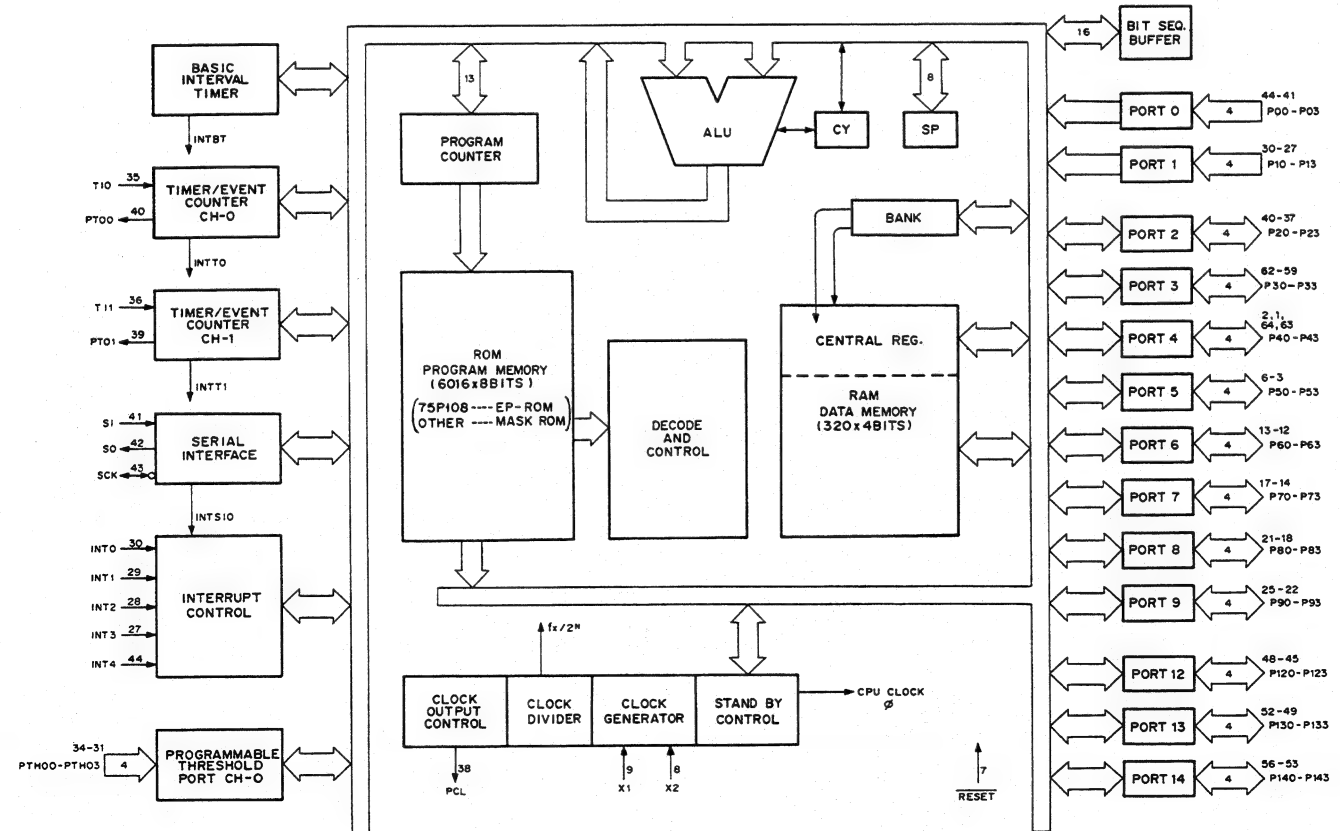 BASIC
INTERVAL
TIMER
INTBT
TI0
35
PTO0
40
TIMER/EVENT
COUNTER
CH-0
INTT0
TI1
36
PTO1
39
TIMER/EVENT
COUNTER
CH-1
INTT1
SI
41
SO
42
SCK
43
SERIAL
INTERFACE
INTSIO
INT0
30
INT1
29
INT2
28
INT3
27
INT4
44
INTERRUPT
CONTROL
34-31
PTH00-PTH03
4
PROGRAMMABLE
THRESHOLD
PORT CH-0
13
PROGRAM
COUNTER
ALU
CY
8
SP
BANK
ROM
PROGRAM MEMORY
(6016x8BITS)
(75P108 ---- EP-ROM
OTHER ---- MASK ROM)
DECODE
AND
CONTROL
CENTRAL REG.
RAM
DATA MEMORY
(320x4BITS)
fx/2ᴺ
CLOCK
OUTPUT
CONTROL
CLOCK
DIVIDER
CLOCK
GENERATOR
STAND BY
CONTROL
CPU CLOCK
Ø
38
PCL
9
X1
8
X2
7
RESET
16
BIT SEQ.
BUFFER
PORT 0
4
44-41
P00-P03
PORT 1
4
30-27
P10-P13
PORT 2
4
40-37
P20-P23
PORT 3
4
62-59
P30-P33
PORT 4
4
2,1,
64,63
P40-P43
PORT 5
4
6-3
P50-P53
PORT 6
4
13-12
P60-P63
PORT 7
4
17-14
P70-P73
PORT 8
4
21-18
P80-P83
PORT 9
4
25-22
P90-P93
PORT 12
4
48-45
P120-P123
PORT 13
4
52-49
P130-P133
PORT 14
4
56-53
P140-P143